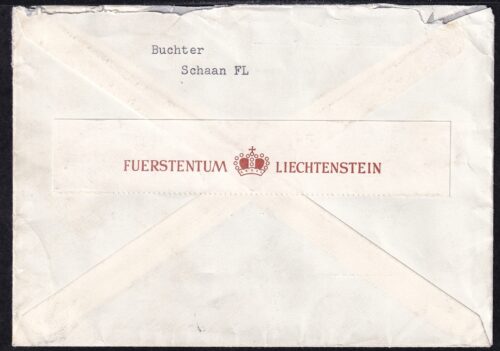 Buchter
Schaan FL
FUERSTENTUM LIECHTENSTEIN